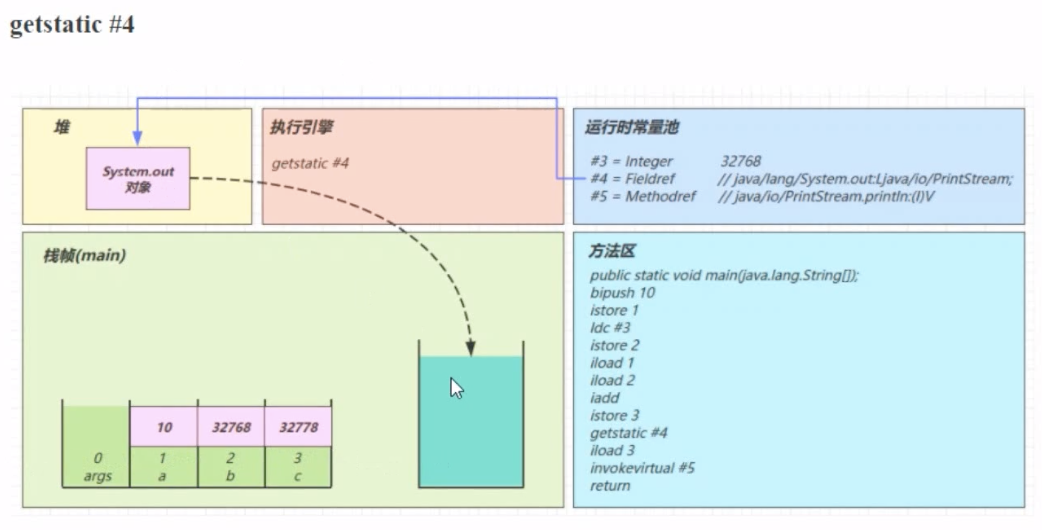 getstatic #4
堆
System.out
对象
执行引擎
getstatic #4
运行时常量池
#3 = Integer 32768
#4 = Fieldref // java/lang/System.out:Ljava/io/PrintStream;
#5 = Methodref // java/io/PrintStream.println:(I)V
栈帧(main)
10 32768 32778
0 1 2 3
args a b c
方法区
public static void main(java.lang.String[]);
bipush 10
istore 1
ldc #3
istore 2
iload 1
iload 2
iadd
istore 3
getstatic #4
iload 3
invokevirtual #5
return